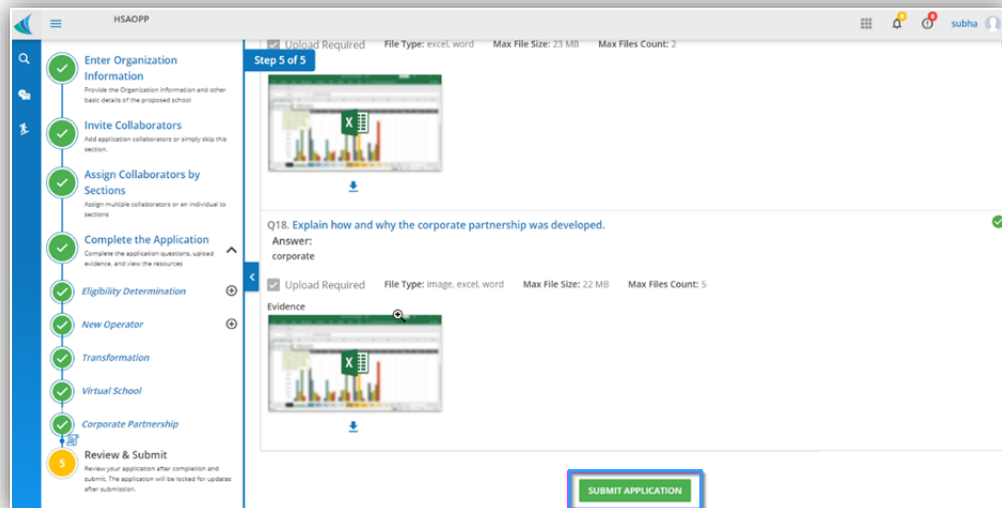 HSAOPP
6
8
subha
Enter Organization
Information
Provide the Organization information and other
basic details of the proposed school
Invite Collaborators
Add application collaborators or simply skip this
section.
Assign Collaborators by
Sections
Assign multiple collaborators or an individual to
sections
Complete the Application
Complete the application questions, upload
evidence, and view the resources
Eligibility Determination
New Operator
Transformation
Virtual School
Corporate Partnership
5
Review & Submit
Review your application after completion and
submit. The application will be locked for updates
after submission.
Upload Required File Type: excel, word Max File Size: 23 MB Max Files Count: 2
Step 5 of 5
Q18. Explain how and why the corporate partnership was developed.
Answer:
corporate
Upload Required File Type: image, excel, word Max File Size: 22 MB Max Files Count: 5
Evidence
SUBMIT APPLICATION